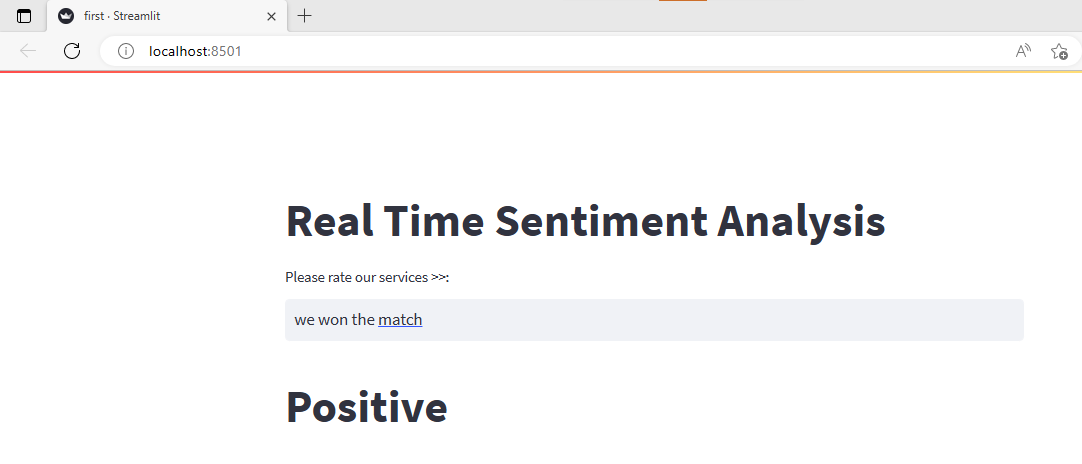 first · Streamlit
localhost:8501
Real Time Sentiment Analysis
Please rate our services >>:
we won the match
Positive